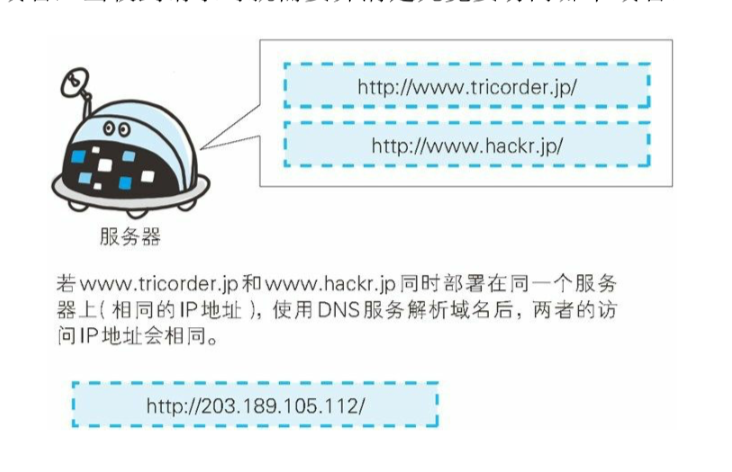 http://www.tricorder.jp/
http://www.hackr.jp/
服务器
若www.tricorder.jp和www.hackr.jp同时部署在同一个服务
器上(相同的IP地址),使用DNS服务解析域名后,两者的访
问IP地址会相同。
http://203.189.105.112/